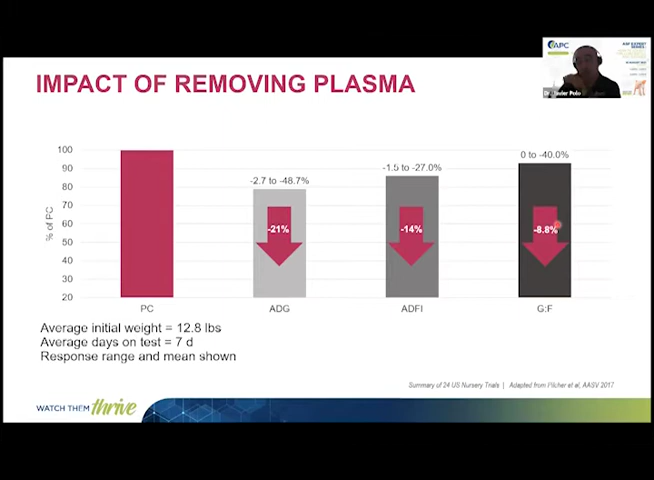 APC
IMPACT OF REMOVING PLASMA
100
90
80
70
60
50
40
30
20
% of PC
-2.7 to -48.7%
-1.5 to -27.0%
0 to -40.0%
-21%
-14%
-8.8%
PC
ADG
ADFI
G:F
Average initial weight = 12.8 lbs
Average days on test = 7 d
Response range and mean shown
Summary of 24 US Nursery Trials | Adapted from Pilcher et al, AASV 2017
WATCH THEM thrive